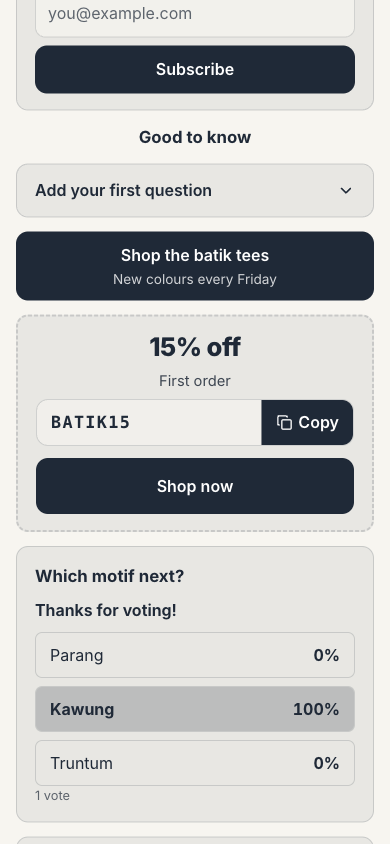 you@example.com
Subscribe
Good to know
Add your first question
Shop the batik tees
New colours every Friday
15% off
First order
BATIK15
Copy
Shop now
Which motif next?
Thanks for voting!
Parang 0%
Kawung 100%
Truntum 0%
1 vote